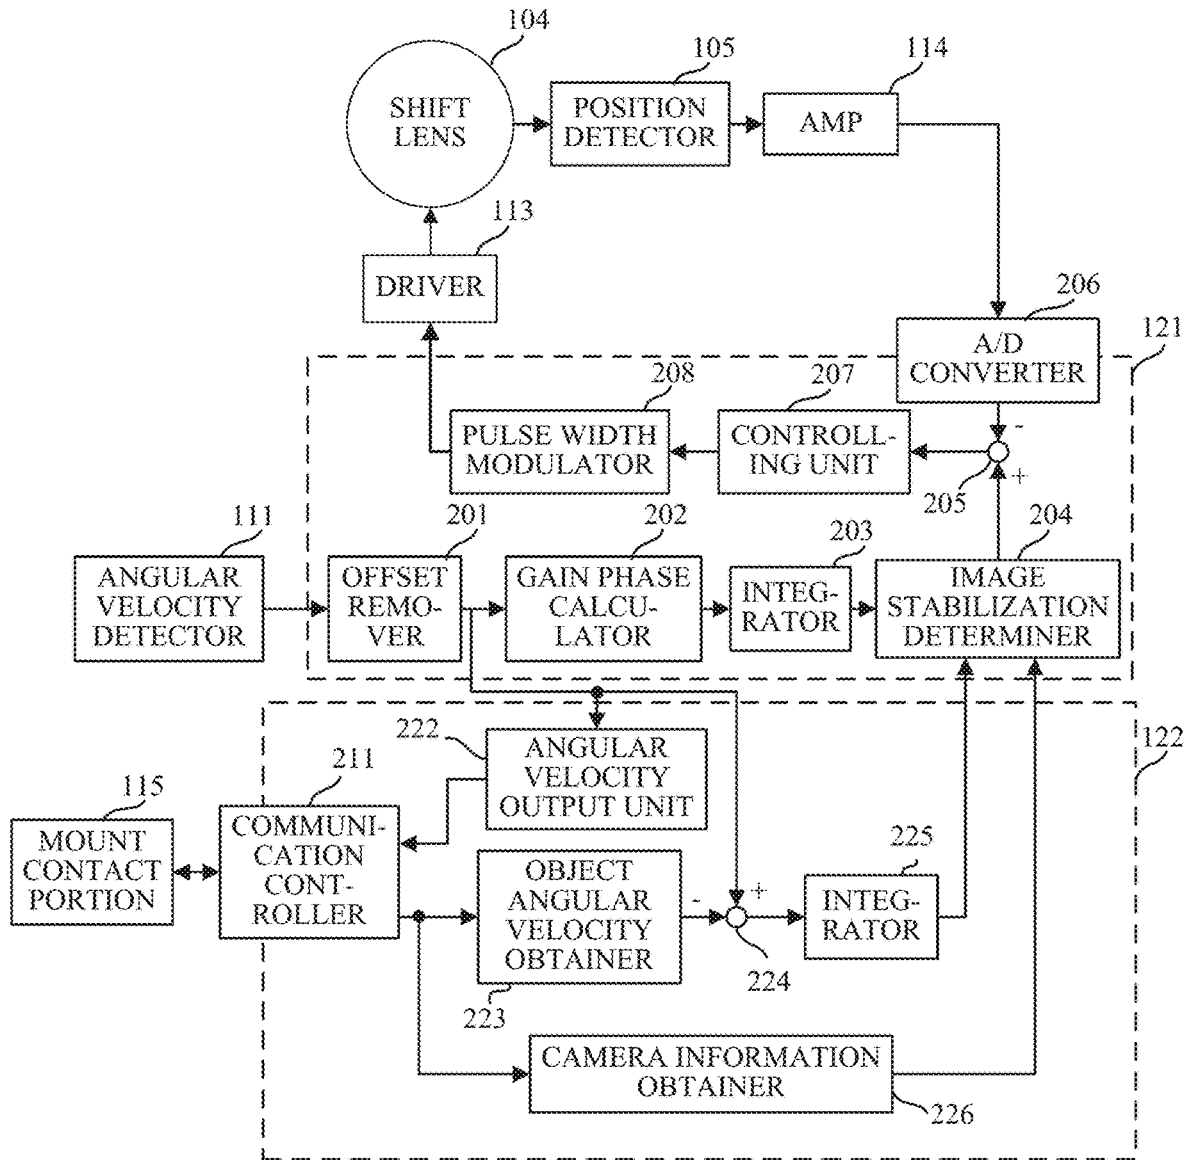 104
SHIFT
LENS
105
POSITION
DETECTOR
114
AMP
113
DRIVER
206
A/D
CONVERTER
121
208
PULSE WIDTH
MODULATOR
207
CONTROLL-
ING UNIT
-
205
+
111
ANGULAR
VELOCITY
DETECTOR
201
OFFSET
REMO-
VER
202
GAIN PHASE
CALCU-
LATOR
203
INTEG-
RATOR
204
IMAGE
STABILIZATION
DETERMINER
222
ANGULAR
VELOCITY
OUTPUT UNIT
122
115
MOUNT
CONTACT
PORTION
211
COMMUNI-
CATION
CONT-
ROLLER
OBJECT
ANGULAR
VELOCITY
OBTAINER
223
-
+
224
225
INTEG-
RATOR
CAMERA INFORMATION
OBTAINER
226